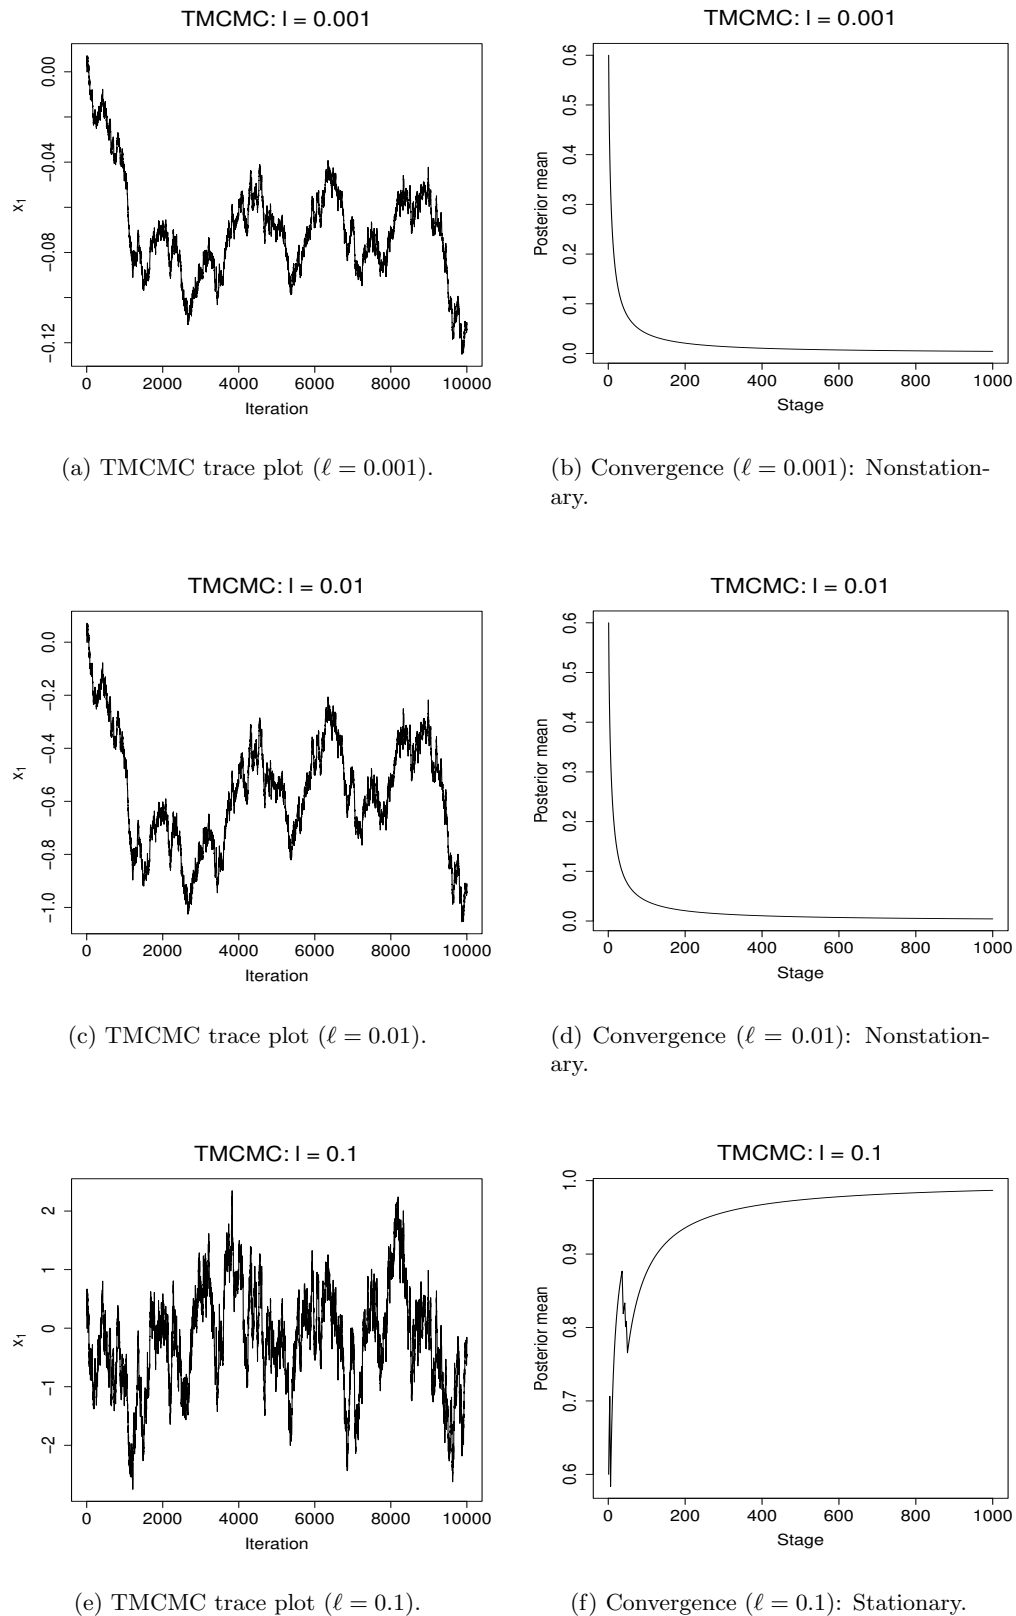 TMCMC: l = 0.001
0.00
−0.04
−0.08
−0.12
x1
0 2000 4000 6000 8000 10000
Iteration
(a) TMCMC trace plot (ℓ = 0.001).
TMCMC: l = 0.001
0.6
0.5
0.4
0.3
0.2
0.1
0.0
Posterior mean
0 200 400 600 800 1000
Stage
(b) Convergence (ℓ = 0.001): Nonstation-
ary.
TMCMC: l = 0.01
0.0
−0.2
−0.4
−0.6
−0.8
−1.0
x1
0 2000 4000 6000 8000 10000
Iteration
(c) TMCMC trace plot (ℓ = 0.01).
TMCMC: l = 0.01
0.6
0.5
0.4
0.3
0.2
0.1
0.0
Posterior mean
0 200 400 600 800 1000
Stage
(d) Convergence (ℓ = 0.01): Nonstation-
ary.
TMCMC: l = 0.1
2
1
0
−1
−2
x1
0 2000 4000 6000 8000 10000
Iteration
(e) TMCMC trace plot (ℓ = 0.1).
TMCMC: l = 0.1
1.0
0.9
0.8
0.7
0.6
Posterior mean
0 200 400 600 800 1000
Stage
(f) Convergence (ℓ = 0.1): Stationary.